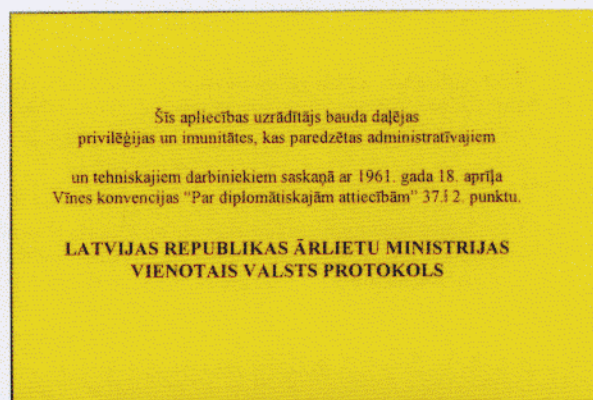 Šīs apliecības uzrādītājs bauda daļējas
privilēģijas un imunitātes, kas paredzētas administratīvajiem
un tehniskajiem darbiniekiem saskaņā ar 1961. gada 18. aprīļa
Vīnes konvencijas “Par diplomātiskajām attiecībām” 37. 2. punktu.
LATVIJAS REPUBLIKAS ĀRLIETU MINISTRIJAS
VIENOTAIS VALSTS PROTOKOLS